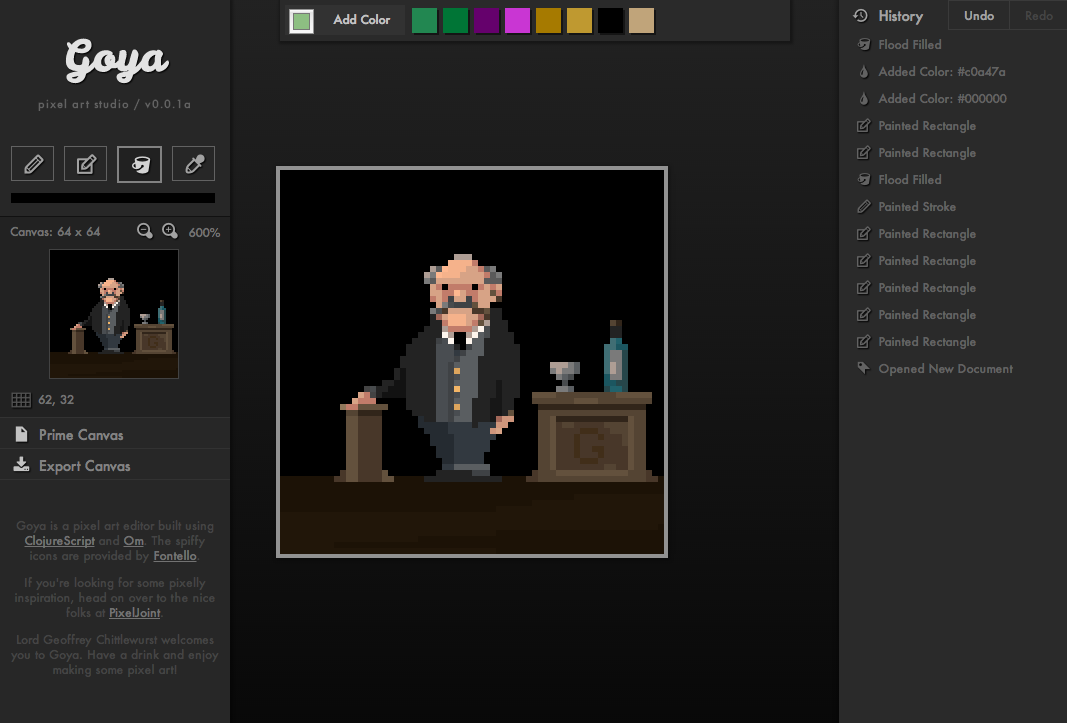 Goya
pixel art studio / v0.0.1a
Canvas: 64 x 64
600%
62, 32
Prime Canvas
Export Canvas
Goya is a pixel art editor built using
ClojureScript and Om. The spiffy
icons are provided by Fontello.
If you're looking for some pixelly
inspiration, head on over to the nice
folks at PixelJoint.
Lord Geoffrey Chittlewurst welcomes
you to Goya. Have a drink and enjoy
making some pixel art!
Add Color
G
History
Undo
Redo
Flood Filled
Added Color: #c0a47a
Added Color: #000000
Painted Rectangle
Painted Rectangle
Flood Filled
Painted Stroke
Painted Rectangle
Painted Rectangle
Painted Rectangle
Painted Rectangle
Painted Rectangle
Opened New Document